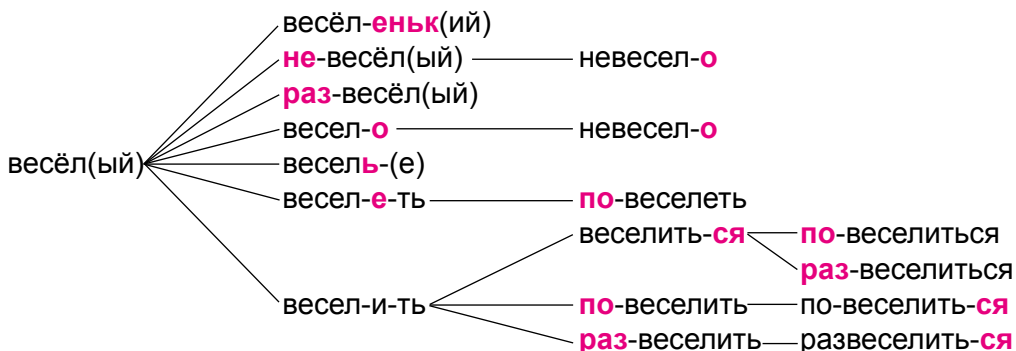 весёл-еньк(ий)
не-весёл(ый) невесел-о
раз-весёл(ый)
весел-о невесел-о
весёл(ый) весель-(е)
весел-е-ть по-веселеть
веселить-ся по-веселиться
раз-веселиться
весел-и-ть по-веселить по-веселить-ся
раз-веселить развеселить-ся